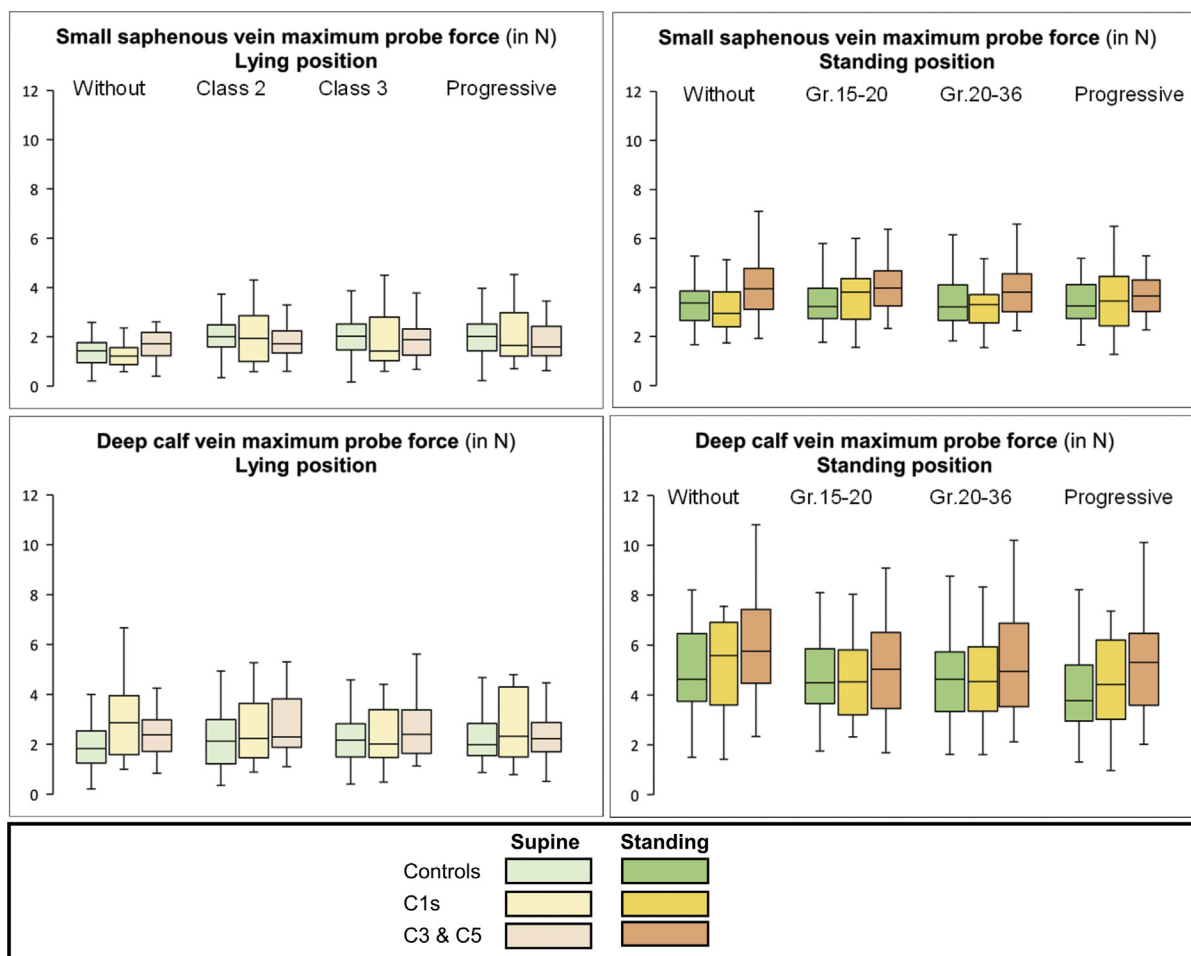 Small saphenous vein maximum probe force (in N)
Lying position
Without Class 2 Class 3 Progressive
12
10
8
6
4
2
0
Small saphenous vein maximum probe force (in N)
Standing position
Without Gr.15-20 Gr.20-36 Progressive
12
10
8
6
4
2
0
Deep calf vein maximum probe force (in N)
Lying position
12
10
8
6
4
2
0
Deep calf vein maximum probe force (in N)
Standing position
Without Gr.15-20 Gr.20-36 Progressive
12
10
8
6
4
2
0
Supine Standing
Controls
C1s
C3 & C5